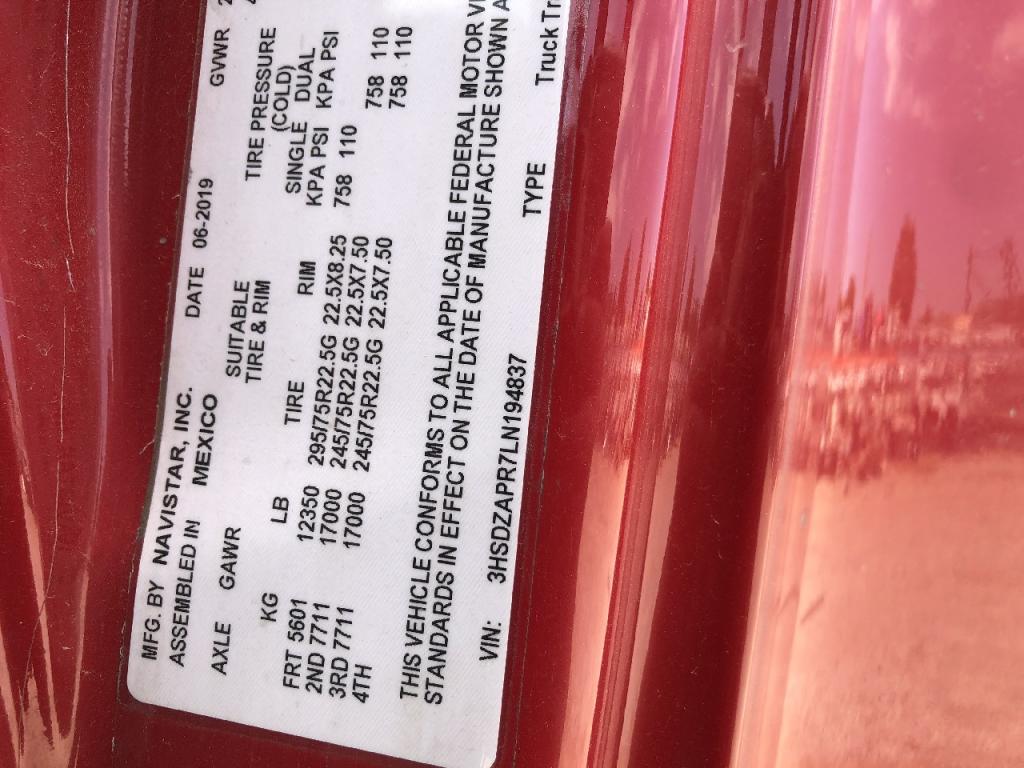 MFG. BY NAVISTAR, INC. DATE 06-2019 GVWR
ASSEMBLED IN MEXICO
AXLE GAWR SUITABLE TIRE PRESSURE
TIRE & RIM (COLD)
KG LB TIRE RIM SINGLE DUAL
KPA PSI KPA PSI
FRT 5601 12350 295/75R22.5G 22.5X8.25 758 110
2ND 7711 17000 245/75R22.5G 22.5X7.50 758 110
3RD 7711 17000 245/75R22.5G 22.5X7.50 758 110
4TH
THIS VEHICLE CONFORMS TO ALL APPLICABLE FEDERAL MOTOR
STANDARDS IN EFFECT ON THE DATE OF MANUFACTURE SHOWN
VIN: 3HSDZAPR7LN194837 TYPE Truck